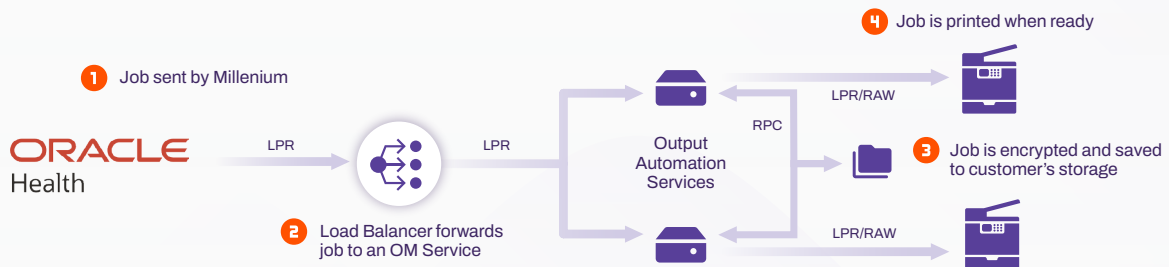 4 Job is printed when ready
1 Job sent by Millenium
LPR/RAW
ORACLE
Health
LPR
LPR
RPC
Output
Automation
Services
3 Job is encrypted and saved
to customer's storage
2 Load Balancer forwards
job to an OM Service
LPR/RAW